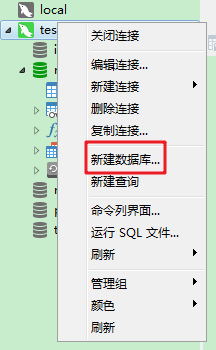 local
tes
关闭连接
编辑连接...
新建连接
删除连接
复制连接...
新建数据库...
新建查询
命令列界面...
运行 SQL 文件...
刷新
管理组
颜色
刷新